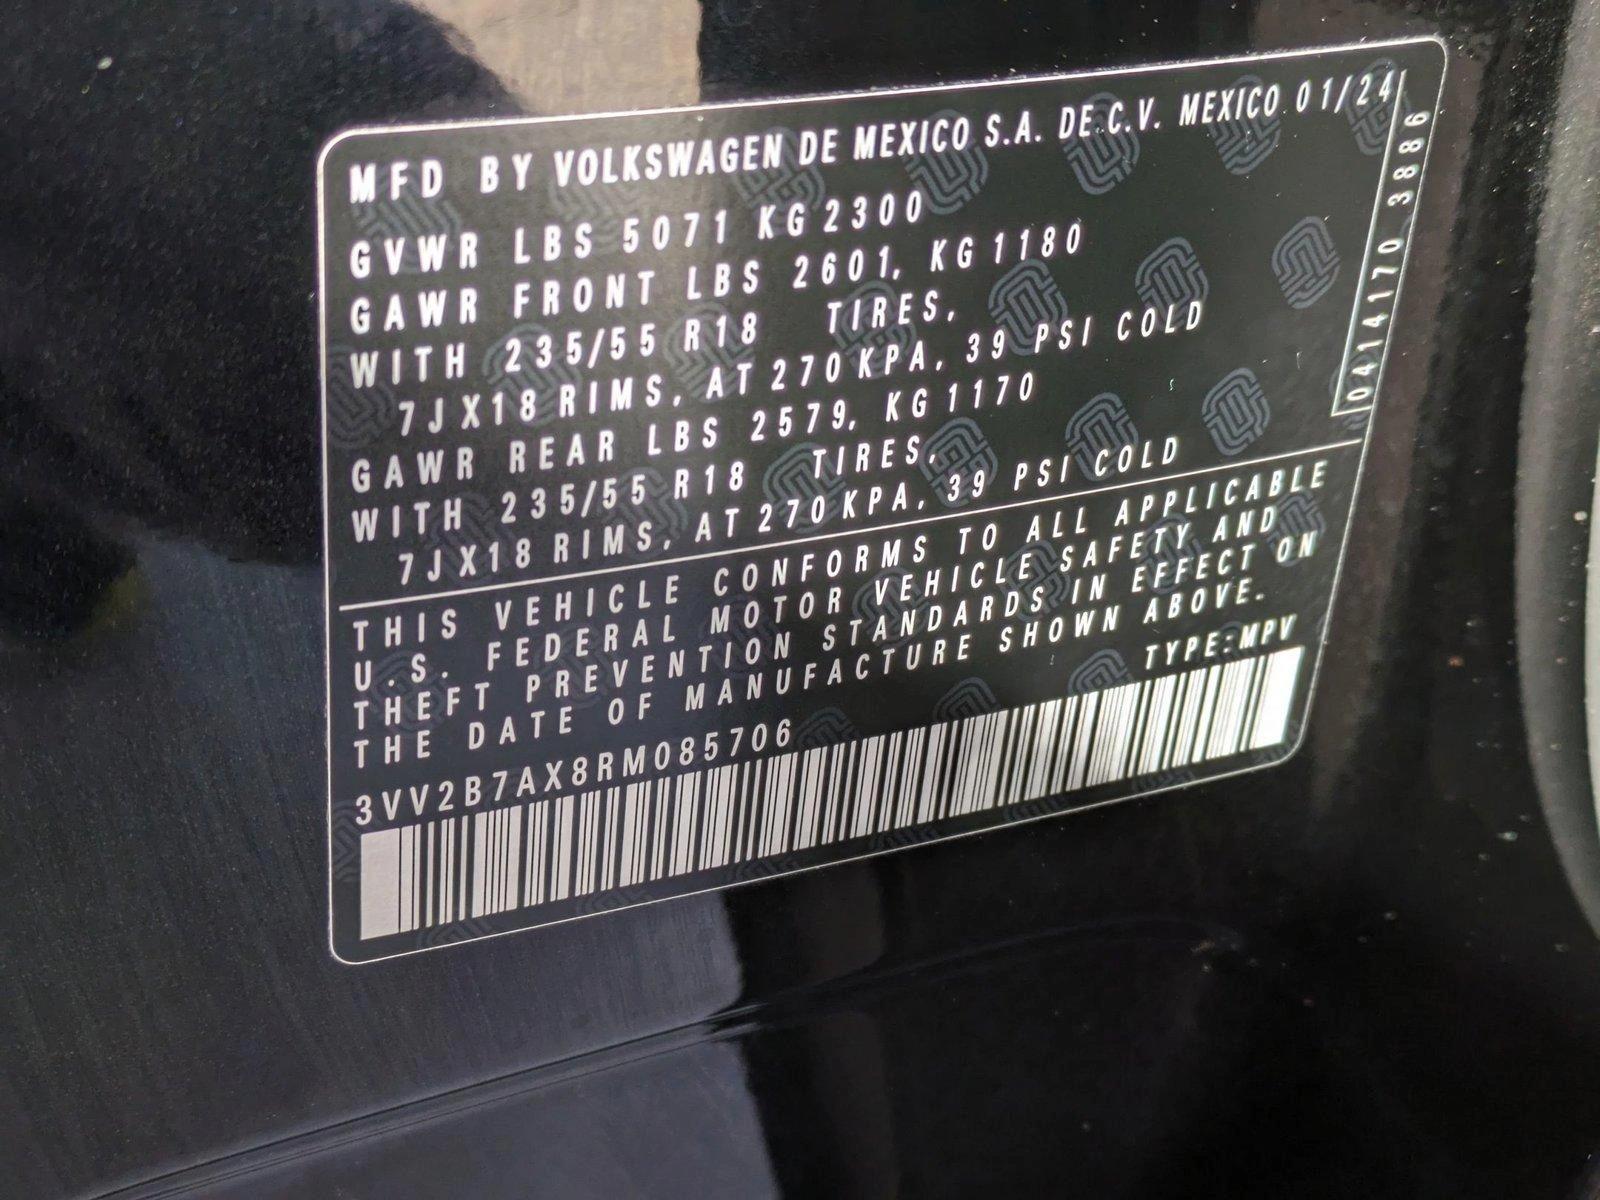 MFD BY VOLKSWAGEN DE MEXICO S.A. DE C.V. MEXICO 01/24
GVWR LBS 5071 KG 2300
GAWR FRONT LBS 2601, KG 1180
WITH 235/55 R18 TIRES,
7JX18 RIMS, AT 270 KPA, 39 PSI COLD
GAWR REAR LBS 2579, KG 1170
WITH 235/55 R18 TIRES,
7JX18 RIMS, AT 270 KPA, 39 PSI COLD
0414170 3886
THIS VEHICLE CONFORMS TO ALL APPLICABLE
U.S. FEDERAL MOTOR VEHICLE SAFETY AND
THEFT PREVENTION STANDARDS IN EFFECT ON
THE DATE OF MANUFACTURE SHOWN ABOVE.
TYPE:MPV
3VV2B7AX8RM085706